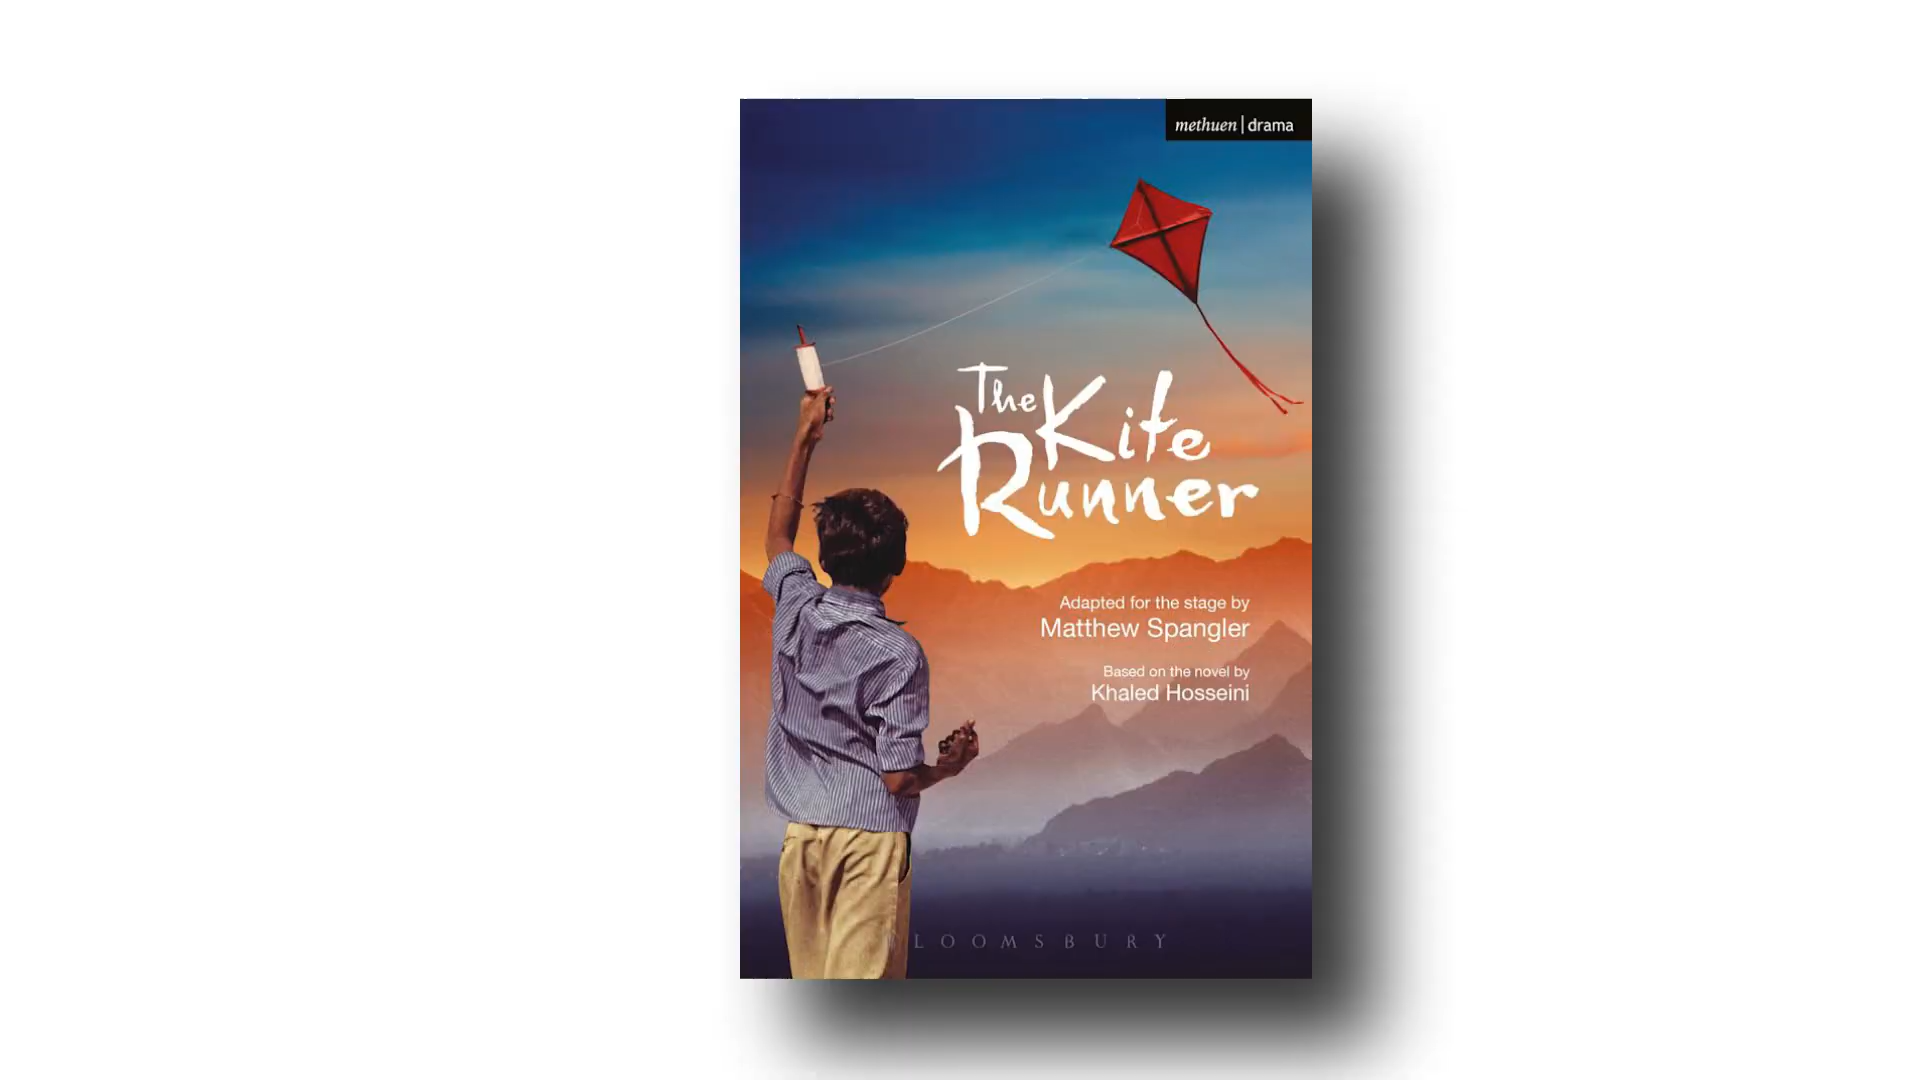 methuen | drama
The Kite
Runner
Adapted for the stage by
Matthew Spangler
Based on the novel by
Khaled Hosseini
BLOOMSBURY